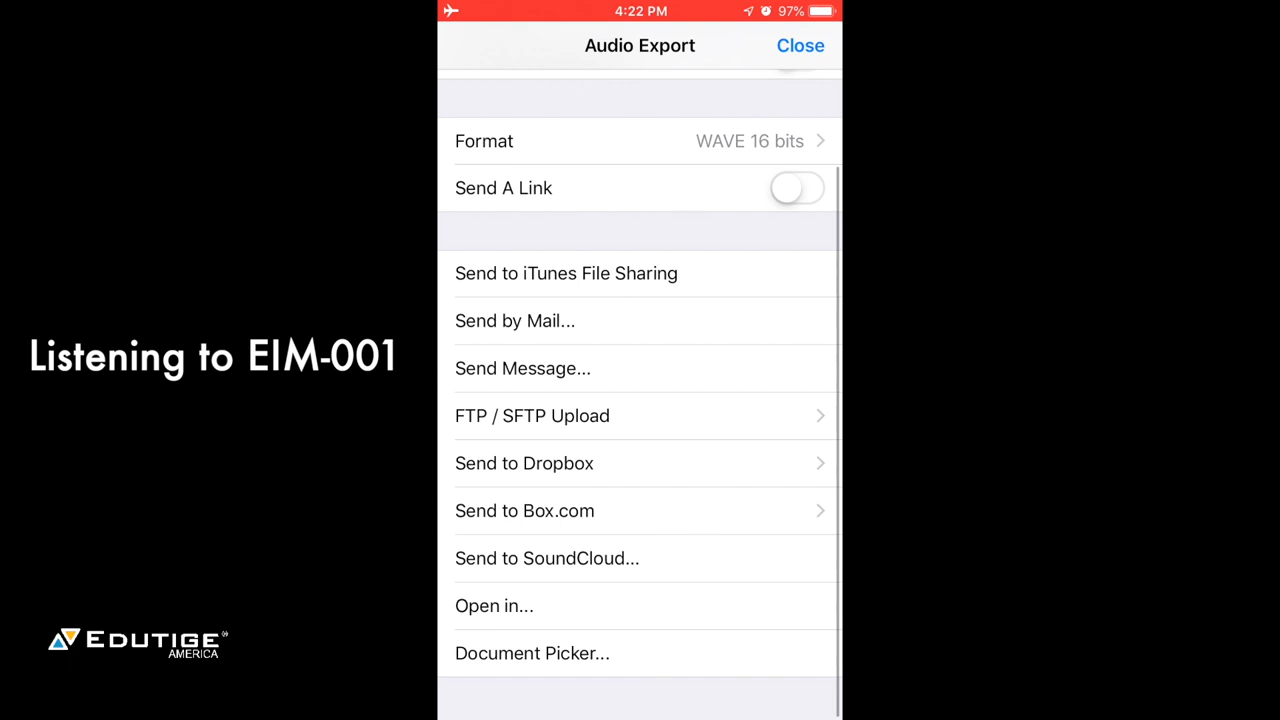 4:22 PM
97%
Audio Export
Close
Format
WAVE 16 bits
Send A Link
Send to iTunes File Sharing
Send by Mail...
Send Message...
FTP / SFTP Upload
Send to Dropbox
Send to Box.com
Send to SoundCloud...
Open in...
Document Picker...
Listening to EIM-001
EDUTIGE®
AMERICA